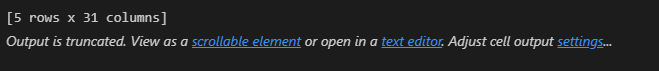 [5 rows x 31 columns]
Output is truncated. View as a scrollable element or open in a text editor. Adjust cell output settings...